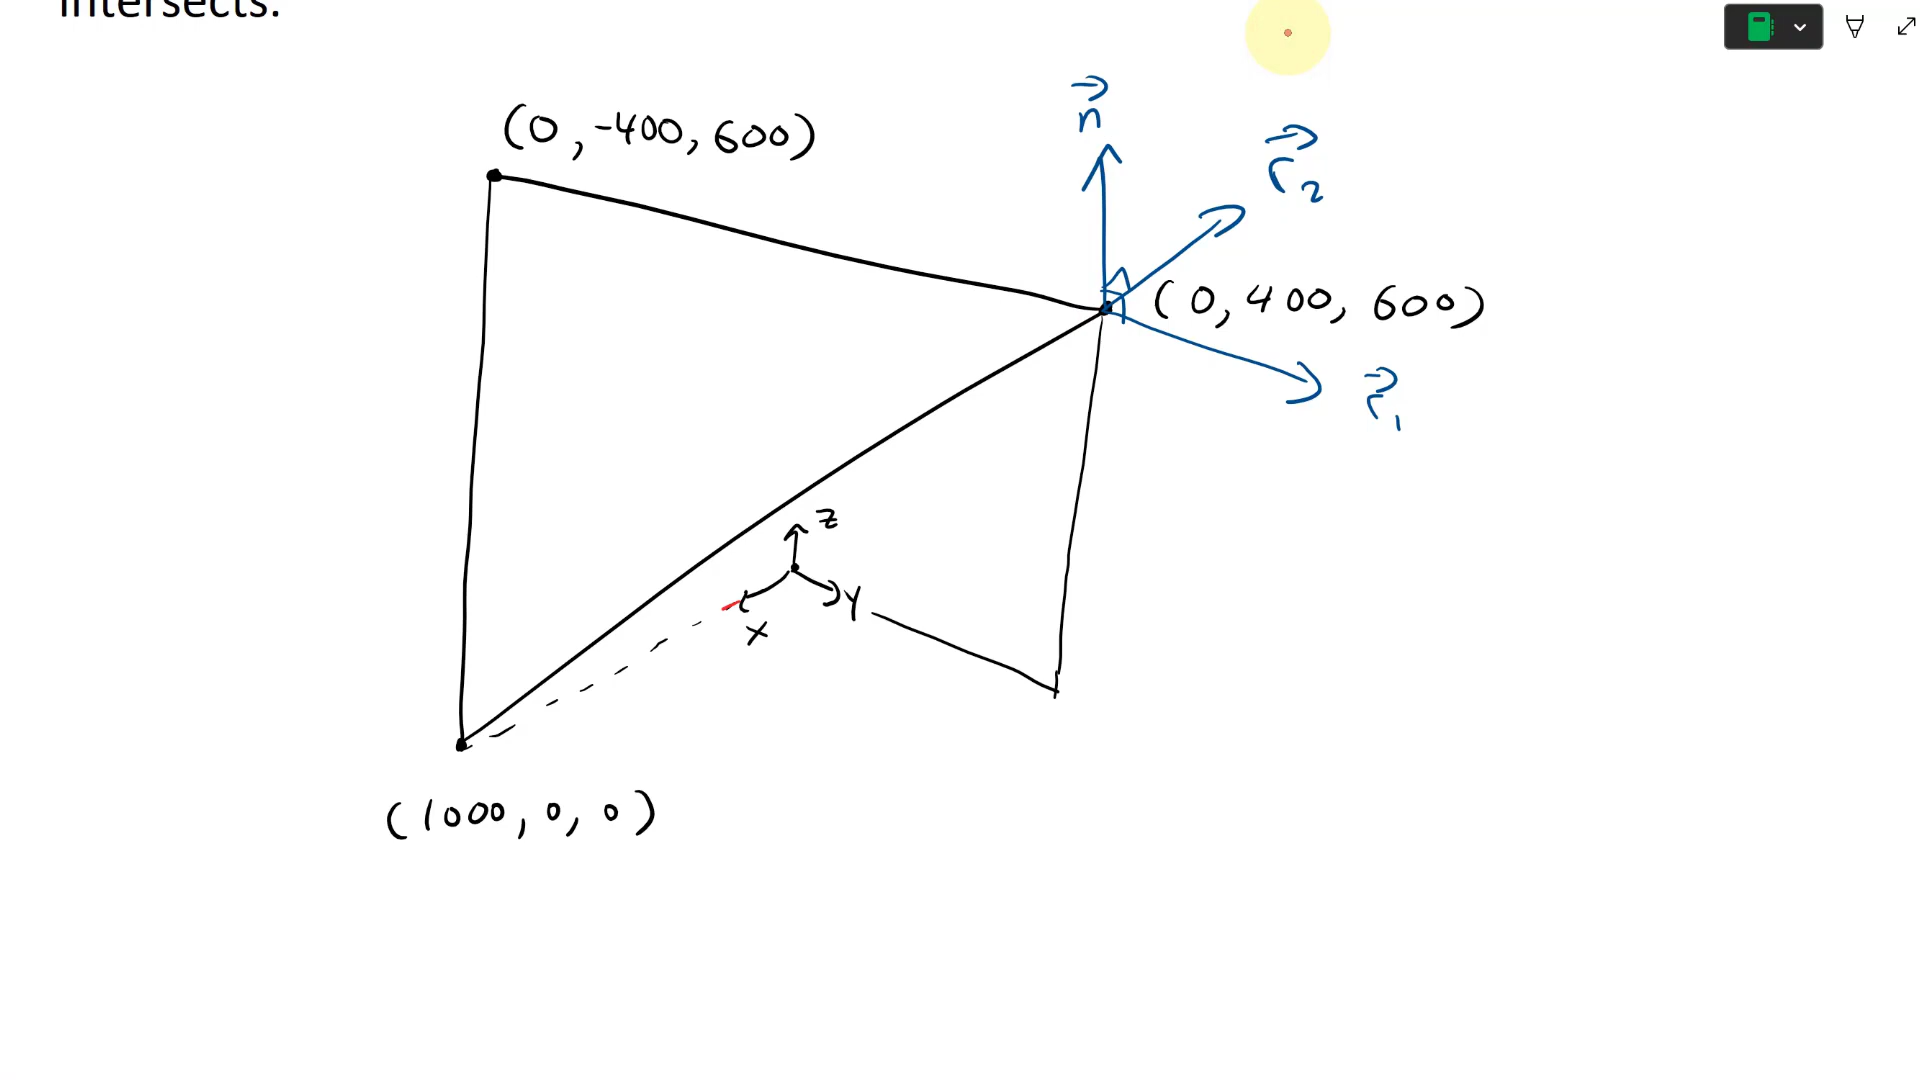 intersects.
n
(0, -400, 600)
r2
(0, 400, 600)
r1
z
y
x
(1000, 0, 0)